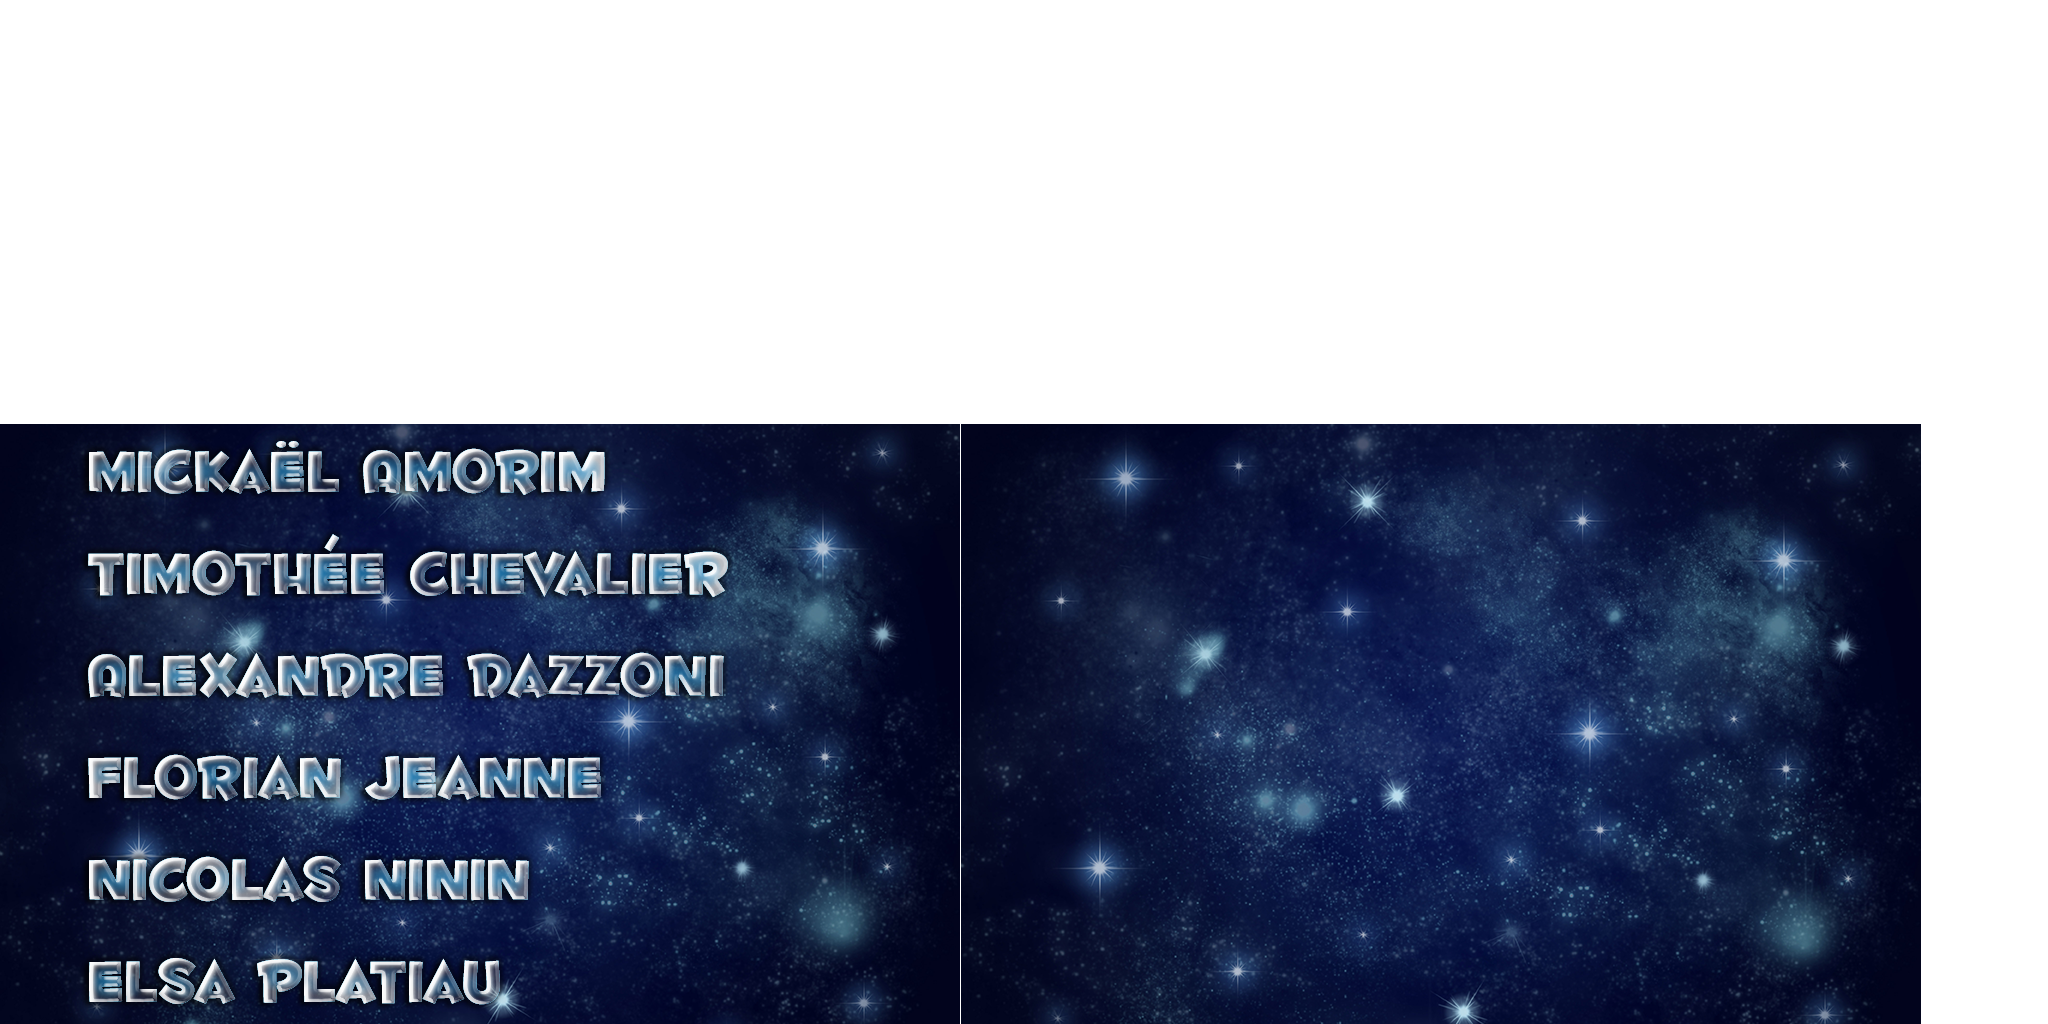 MICKAËL AMORIM
TIMOTHÉE CHEVALIER
ALEXANDRE DAZZONI
FLORIAN JEANNE
NICOLAS NININ
ELSA PLATIAU